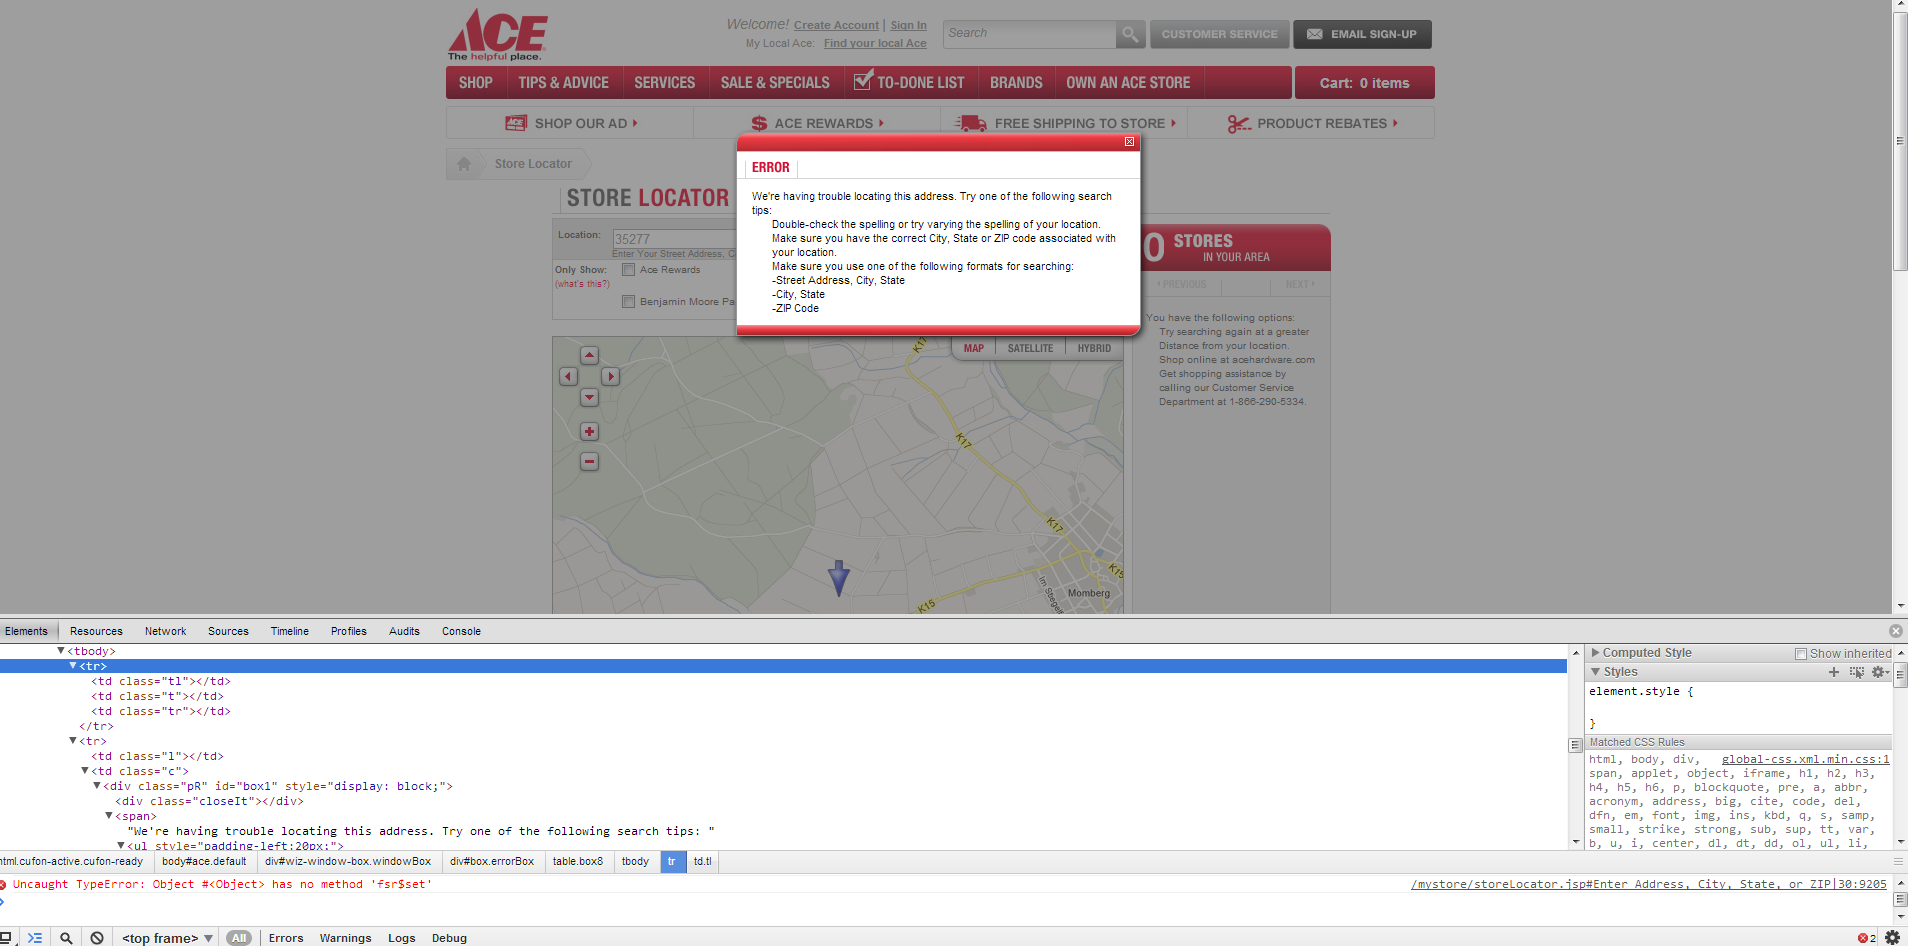 ACE
The helpful place.
Welcome! Create Account | Sign In
My Local Ace: Find your local Ace
Search
CUSTOMER SERVICE
EMAIL SIGN-UP
SHOP
TIPS & ADVICE
SERVICES
SALE & SPECIALS
TO-DONE LIST
BRANDS
OWN AN ACE STORE
Cart: 0 items
ACE
SHOP OUR AD
ACE REWARDS
FREE SHIPPING TO STORE
PRODUCT REBATES
Store Locator
STORE LOCATOR
Location:
35277
Enter Your Street Address, C
Only Show:
(what's this?)
Ace Rewards
Benjamin Moore Pa
ERROR
We're having trouble locating this address. Try one of the following search
tips:
Double-check the spelling or try varying the spelling of your location.
Make sure you have the correct City, State or ZIP code associated with
your location.
Make sure you use one of the following formats for searching:
-Street Address, City, State
-City, State
-ZIP Code
0 STORES
IN YOUR AREA
PREVIOUS
NEXT
You have the following options:
Try searching again at a greater
Distance from your location.
Shop online at acehardware.com
Get shopping assistance by
calling our Customer Service
Department at 1-866-290-5334.
MAP
SATELLITE
HYBRID
K17
K17
K17
K15
K15
Im Stiegel
Momberg
Elements
Resources
Network
Sources
Timeline
Profiles
Audits
Console
▼<tbody>
▼<tr>
<td class="tl"></td>
<td class="t"></td>
<td class="tr"></td>
</tr>
▼<tr>
<td class="l"></td>
▼<td class="c">
▼<div class="pR" id="box1" style="display: block;">
<div class="closeIt"></div>
▼<span>
"We're having trouble locating this address. Try one of the following search tips: "
▼<ul style="padding-left:20px;">
▶Computed Style
Show inherited
▼Styles
element.style {
}
Matched CSS Rules
html, body, div, global-css.xml.min.css:1
span, applet, object, iframe, h1, h2, h3,
h4, h5, h6, p, blockquote, pre, a, abbr,
acronym, address, big, cite, code, del,
dfn, em, font, img, ins, kbd, q, s, samp,
small, strike, strong, sub, sup, tt, var,
b, u, i, center, dl, dt, dd, ol, ul, li,
html.cufon-active.cufon-ready
body#ace.default
div#wiz-window-box.windowBox
div#box.errorBox
table.box8
tbody
tr
td.tl
Uncaught TypeError: Object #<Object> has no method 'fsr$set'
/mystore/storeLocator.jsp#Enter Address, City, State, or ZIP|30:9205
<top frame> ▼
All
Errors
Warnings
Logs
Debug
2